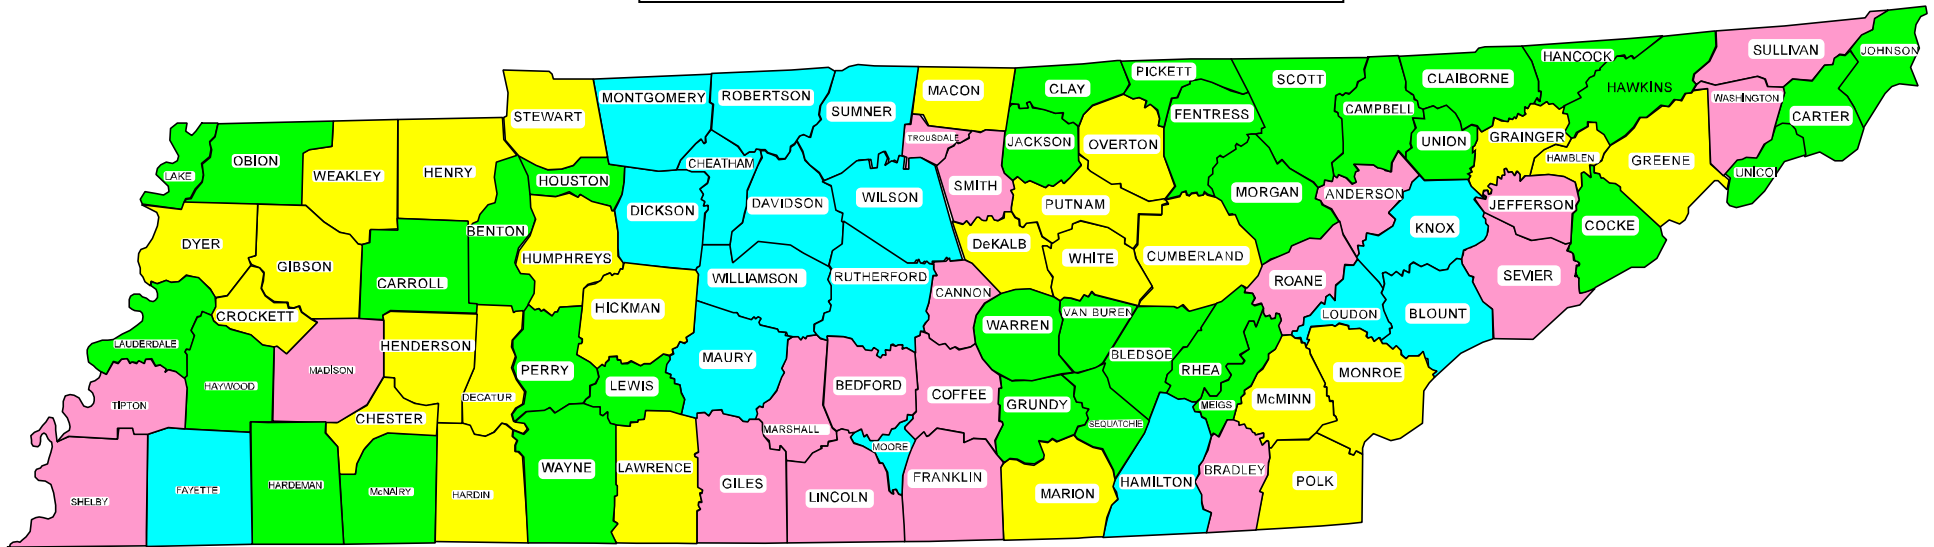 SULLIVAN
JOHNSON
HANCOCK
PICKETT
SCOTT
CLAIBORNE
HAWKINS
CLAY
MACON
MONTGOMERY
ROBERTSON
SUMNER
STEWART
FENTRESS
CAMPBELL
WASHINGTON
CARTER
TROUSDALE
JACKSON
OVERTON
UNION
GRAINGER
HAMBLEN
GREENE
OBION
LAKE
WEAKLEY
HENRY
HOUSTON
CHEATHAM
SMITH
MORGAN
ANDERSON
UNICOI
DICKSON
DAVIDSON
WILSON
PUTNAM
JEFFERSON
KNOX
COCKE
DYER
GIBSON
BENTON
HUMPHREYS
CARROLL
WILLIAMSON
RUTHERFORD
DeKALB
WHITE
CUMBERLAND
ROANE
SEVIER
CROCKETT
HICKMAN
CANNON
WARREN
VAN BUREN
LOUDON
BLOUNT
LAUDERDALE
HENDERSON
MAURY
BLEDSOE
MADISON
HAYWOOD
PERRY
LEWIS
BEDFORD
COFFEE
RHEA
MONROE
TIPTON
CHESTER
DECATUR
MARSHALL
GRUNDY
MEIGS
McMINN
SEQUATCHIE
MOORE
SHELBY
FAYETTE
HARDEMAN
McNAIRY
HARDIN
WAYNE
LAWRENCE
GILES
LINCOLN
FRANKLIN
MARION
HAMILTON
BRADLEY
POLK